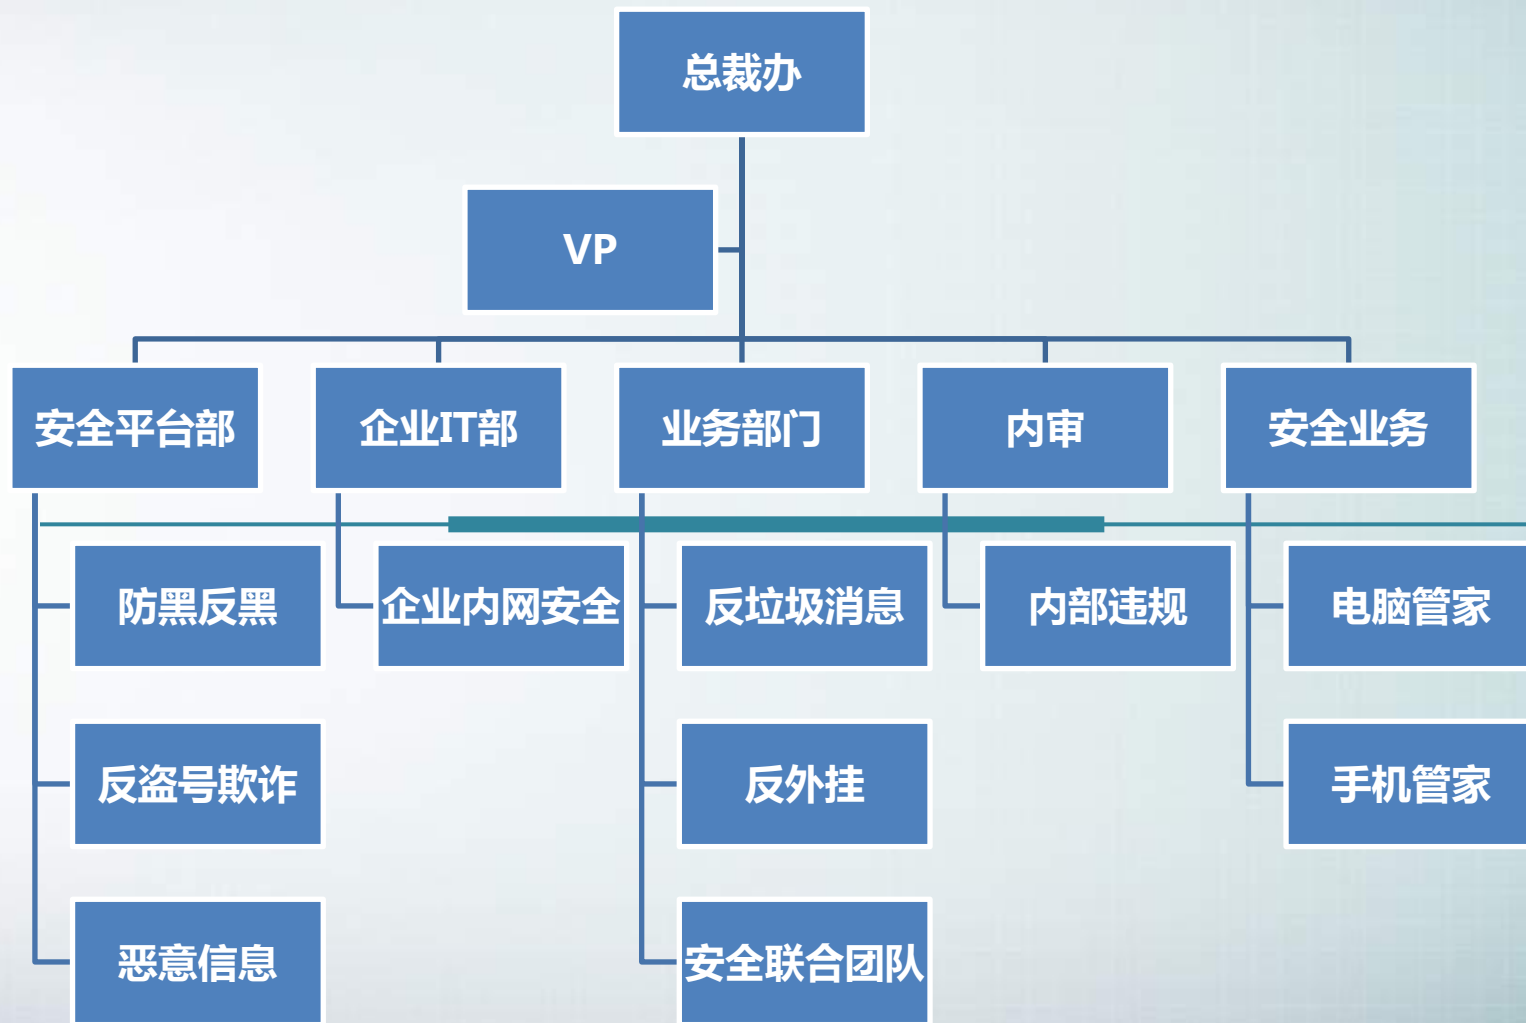 总裁办
VP
安全平台部
企业IT部
业务部门
内审
安全业务
防黑反黑
企业内网安全
反垃圾消息
内部违规
电脑管家
反盗号欺诈
反外挂
手机管家
恶意信息
安全联合团队